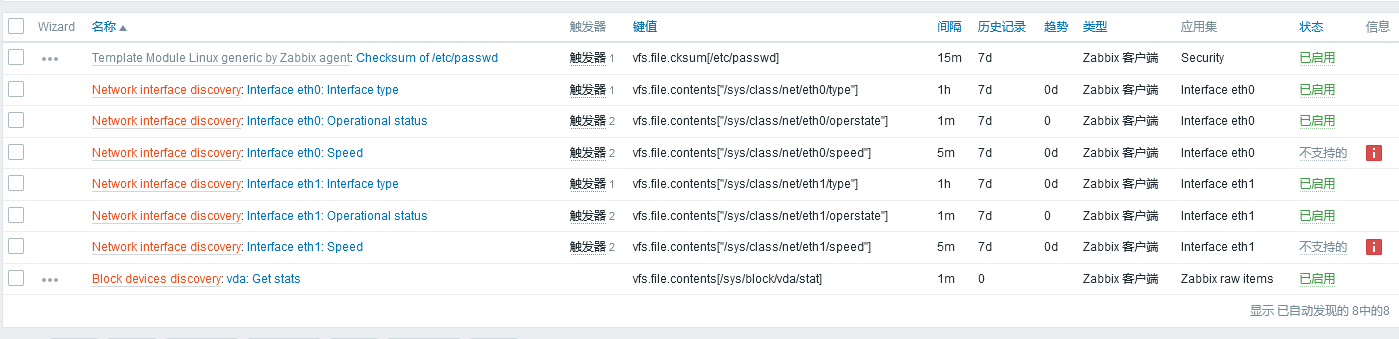 Wizard 名称 触发器 键值 间隔 历史记录 趋势 类型 应用集 状态 信息
Template Module Linux generic by Zabbix agent: Checksum of /etc/passwd 触发器 1 vfs.file.cksum[/etc/passwd] 15m 7d Zabbix 客户端 Security 已启用
Network interface discovery: Interface eth0: Interface type 触发器 1 vfs.file.contents["/sys/class/net/eth0/type"] 1h 7d 0d Zabbix 客户端 Interface eth0 已启用
Network interface discovery: Interface eth0: Operational status 触发器 2 vfs.file.contents["/sys/class/net/eth0/operstate"] 1m 7d 0 Zabbix 客户端 Interface eth0 已启用
Network interface discovery: Interface eth0: Speed 触发器 2 vfs.file.contents["/sys/class/net/eth0/speed"] 5m 7d 0d Zabbix 客户端 Interface eth0 不支持的 i
Network interface discovery: Interface eth1: Interface type 触发器 1 vfs.file.contents["/sys/class/net/eth1/type"] 1h 7d 0d Zabbix 客户端 Interface eth1 已启用
Network interface discovery: Interface eth1: Operational status 触发器 2 vfs.file.contents["/sys/class/net/eth1/operstate"] 1m 7d 0 Zabbix 客户端 Interface eth1 已启用
Network interface discovery: Interface eth1: Speed 触发器 2 vfs.file.contents["/sys/class/net/eth1/speed"] 5m 7d 0d Zabbix 客户端 Interface eth1 不支持的 i
Block devices discovery: vda: Get stats vfs.file.contents[/sys/block/vda/stat] 1m 0 Zabbix 客户端 Zabbix raw items 已启用
显示 已自动发现的 8中的8